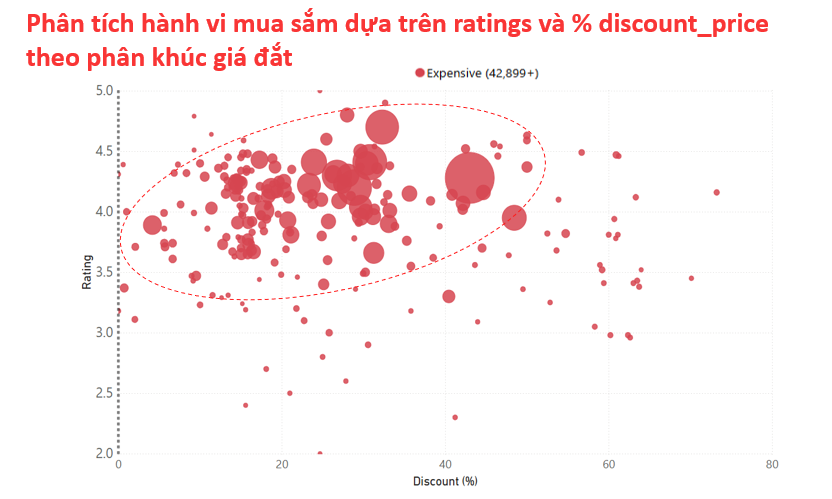 Phân tích hành vi mua sắm dựa trên ratings và % discount_price
theo phân khúc giá đắt
Expensive (42,899+)
5.0
4.5
4.0
3.5
3.0
2.5
2.0
Rating
0
20
40
60
80
Discount (%)